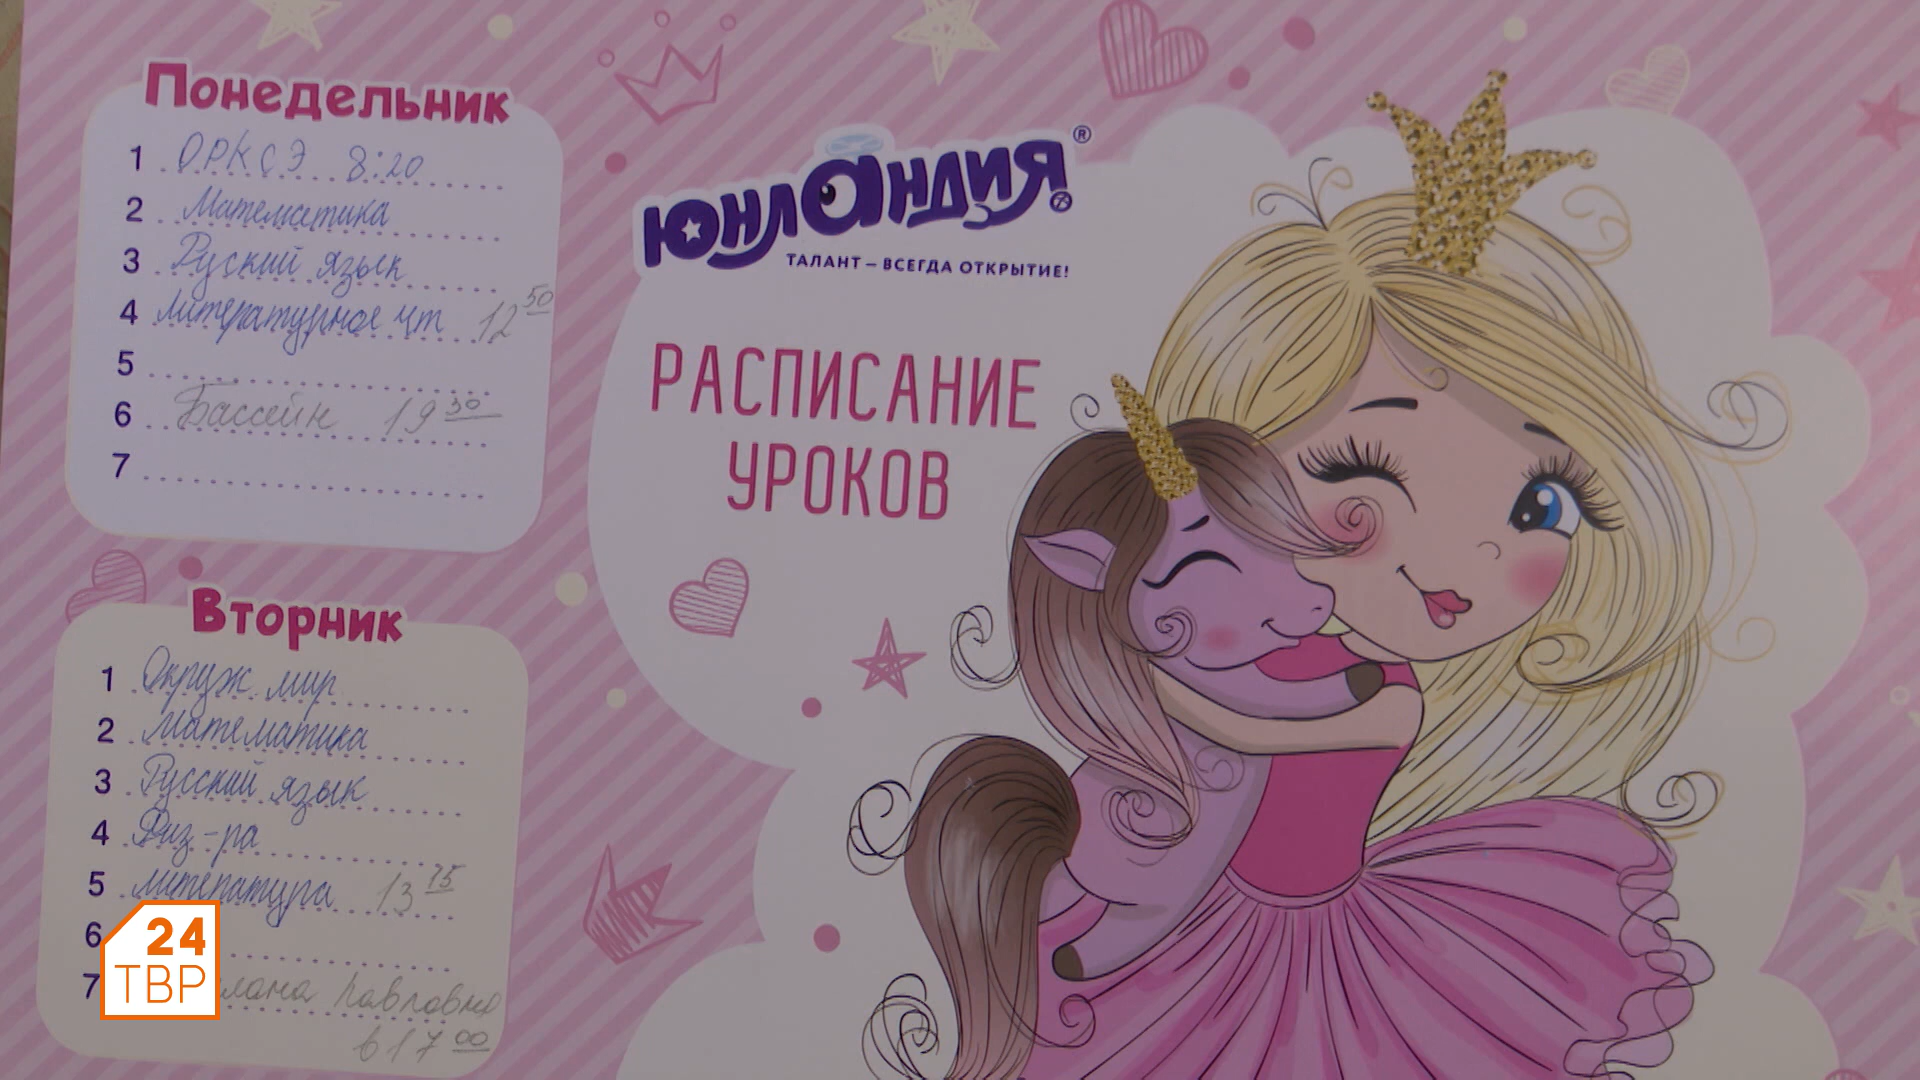 Понедельник
1 ОРКСЭ 8:20
2 Математика
3 Руский язык
4 Литературное чт 12 50
5
6 Бассейн 19 30
7
ЮНЛАНДИЯ ®
ТАЛАНТ – ВСЕГДА ОТКРЫТИЕ!
РАСПИСАНИЕ
УРОКОВ
Вторник
1 Окруж. мир
2 Математика
3 Русский язык
4 Физ-ра
5 Литература 13 15
6
7 Павловна
в 17 00
24
ТВР